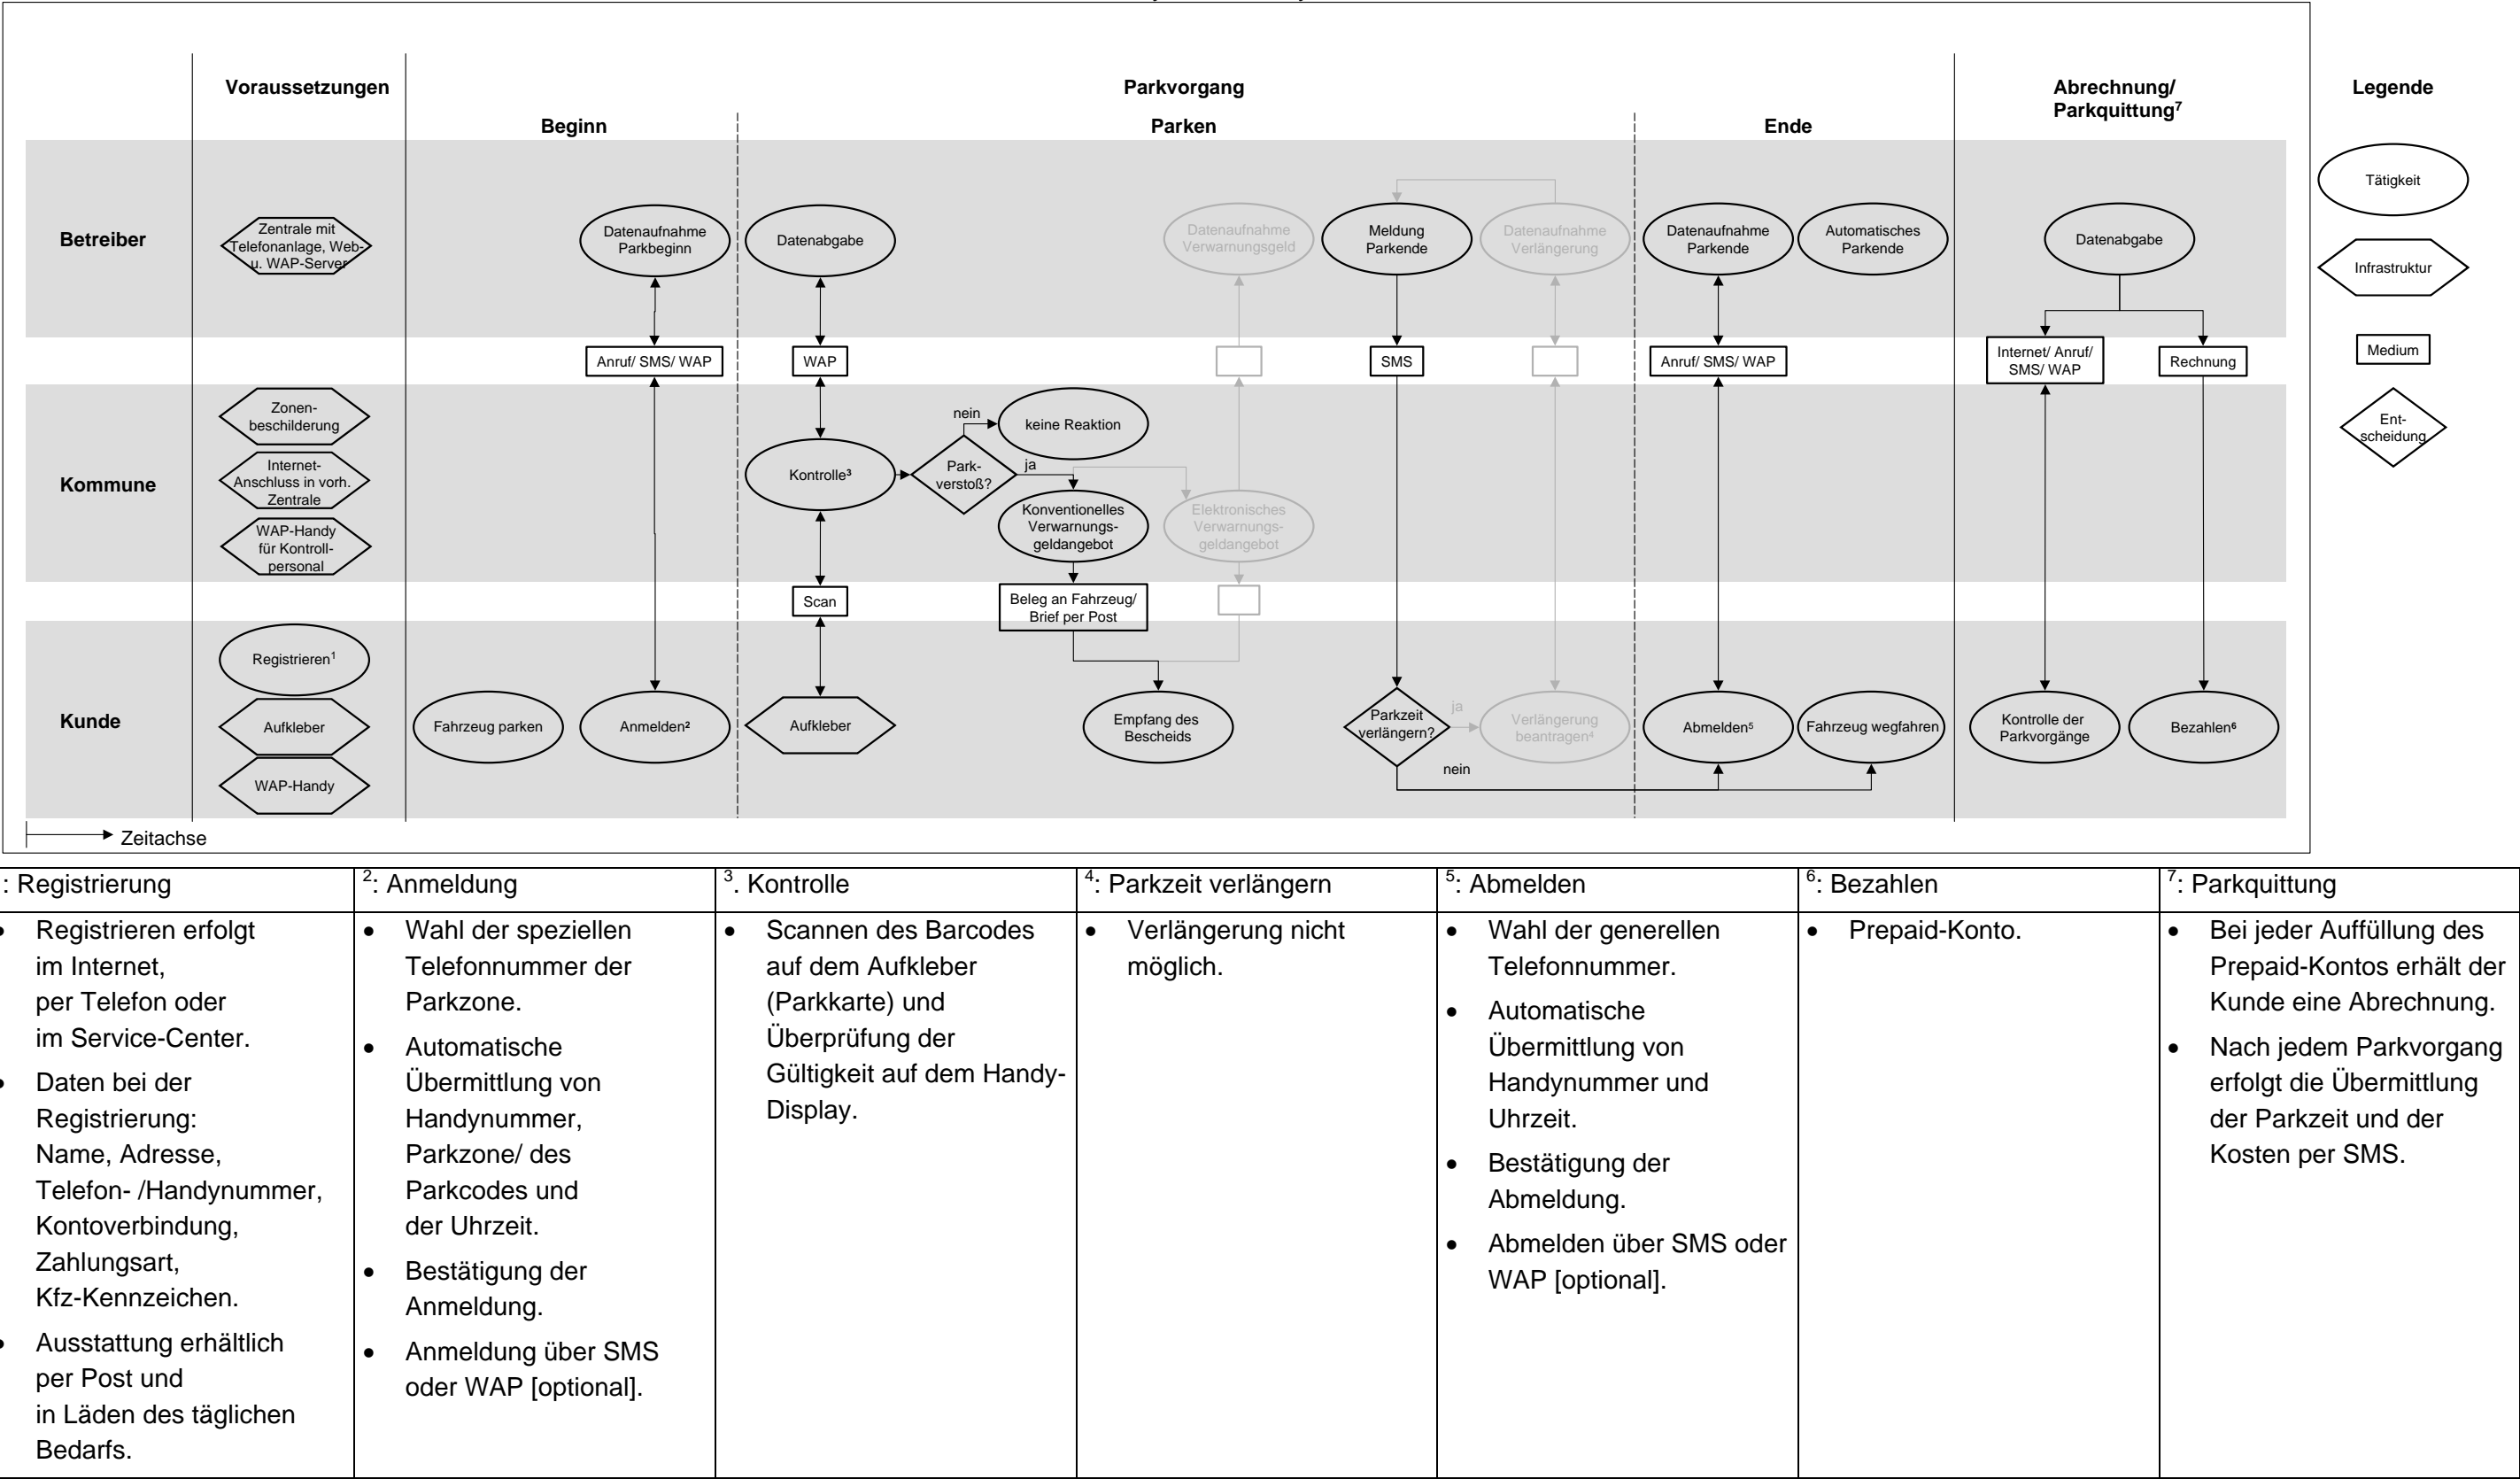 Voraussetzungen
Parkvorgang
Abrechnung/
Parkquittung7
Legende
Beginn
Parken
Ende
Betreiber
Zentrale mit
Telefonanlage, Web-
u. WAP-Server
Datenaufnahme
Parkbeginn
Datenabgabe
Datenaufnahme
Verwarnungsgeld
Meldung
Parkende
Datenaufnahme
Verlängerung
Datenaufnahme
Parkende
Automatisches
Parkende
Datenabgabe
Tätigkeit
Infrastruktur
Medium
Ent-
scheidung
Anruf/ SMS/ WAP
WAP
SMS
Anruf/ SMS/ WAP
Internet/ Anruf/
SMS/ WAP
Rechnung
Kommune
Zonen-
beschilderung
Internet-
Anschluss in vorh.
Zentrale
WAP-Handy
für Kontroll-
personal
Kontrolle3
Park-
verstoß?
nein
keine Reaktion
ja
Konventionelles
Verwarnungs-
geldangebot
Elektronisches
Verwarnungs-
geldangebot
Scan
Beleg an Fahrzeug/
Brief per Post
Kunde
Registrieren1
Aufkleber
WAP-Handy
Fahrzeug parken
Anmelden2
Aufkleber
Empfang des
Bescheids
Parkzeit
verlängern?
ja
nein
Verlängerung
beantragen4
Abmelden5
Fahrzeug wegfahren
Kontrolle der
Parkvorgänge
Bezahlen6
Zeitachse
: Registrierung
• Registrieren erfolgt
im Internet,
per Telefon oder
im Service-Center.
• Daten bei der
Registrierung:
Name, Adresse,
Telefon- /Handynummer,
Kontoverbindung,
Zahlungsart,
Kfz-Kennzeichen.
• Ausstattung erhältlich
per Post und
in Läden des täglichen
Bedarfs.
2: Anmeldung
• Wahl der speziellen
Telefonnummer der
Parkzone.
• Automatische
Übermittlung von
Handynummer,
Parkzone/ des
Parkcodes und
der Uhrzeit.
• Bestätigung der
Anmeldung.
• Anmeldung über SMS
oder WAP [optional].
3. Kontrolle
• Scannen des Barcodes
auf dem Aufkleber
(Parkkarte) und
Überprüfung der
Gültigkeit auf dem Handy-
Display.
4: Parkzeit verlängern
• Verlängerung nicht
möglich.
5: Abmelden
• Wahl der generellen
Telefonnummer.
• Automatische
Übermittlung von
Handynummer und
Uhrzeit.
• Bestätigung der
Abmeldung.
• Abmelden über SMS oder
WAP [optional].
6: Bezahlen
• Prepaid-Konto.
7: Parkquittung
• Bei jeder Auffüllung des
Prepaid-Kontos erhält der
Kunde eine Abrechnung.
• Nach jedem Parkvorgang
erfolgt die Übermittlung
der Parkzeit und der
Kosten per SMS.